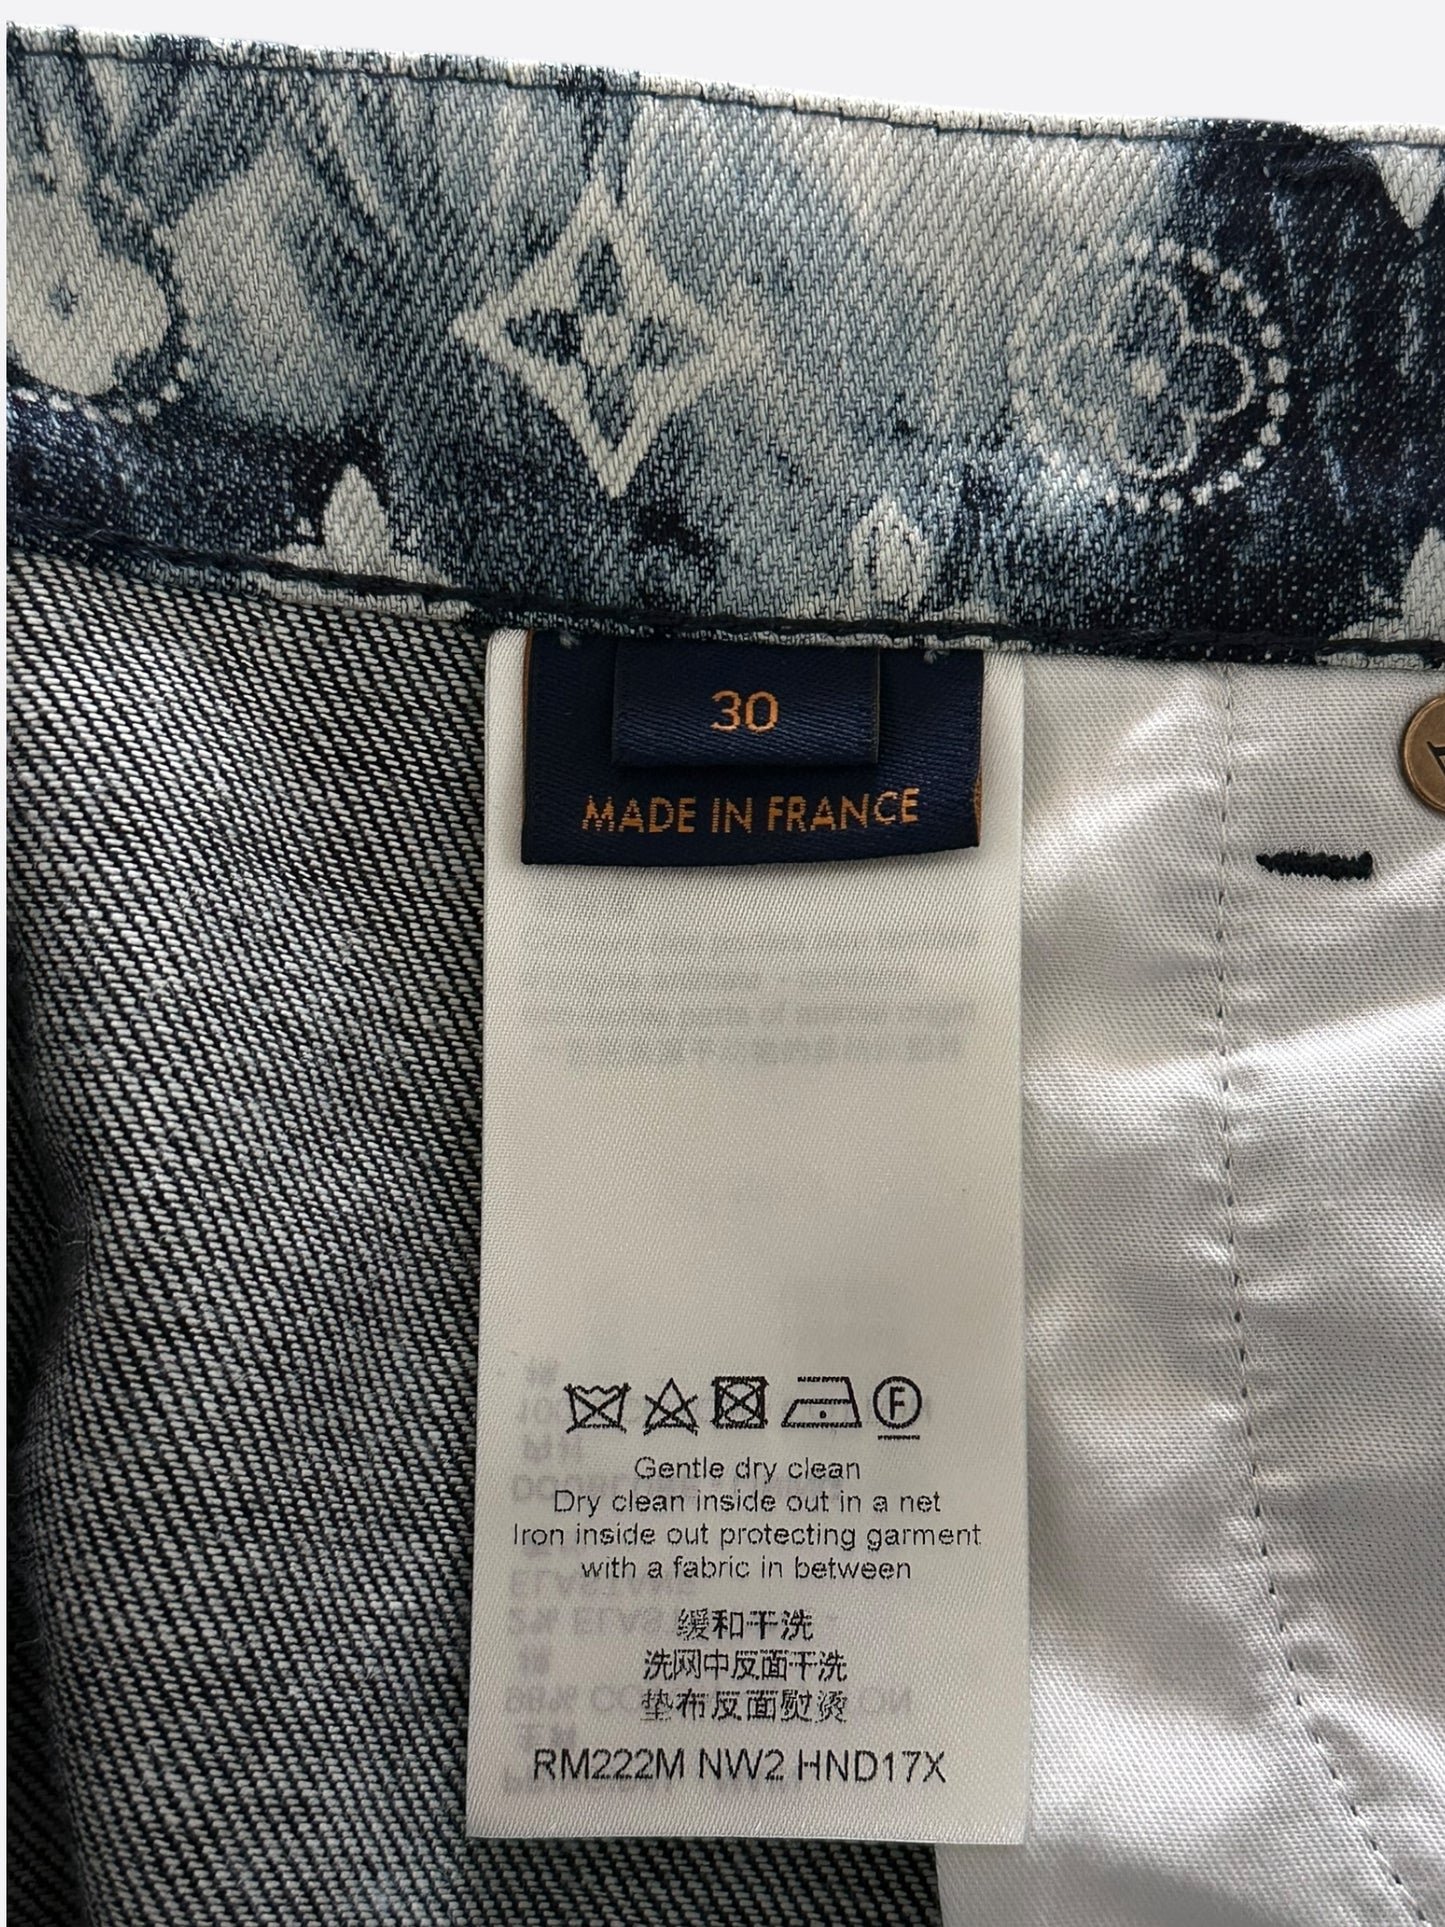 30
MADE IN FRANCE
F
Gentle dry clean
Dry clean inside out in a net
Iron inside out protecting garment
with a fabric in between
缓和干洗
洗网中反面干洗
垫布反面熨烫
RM222M NW2 HND17X